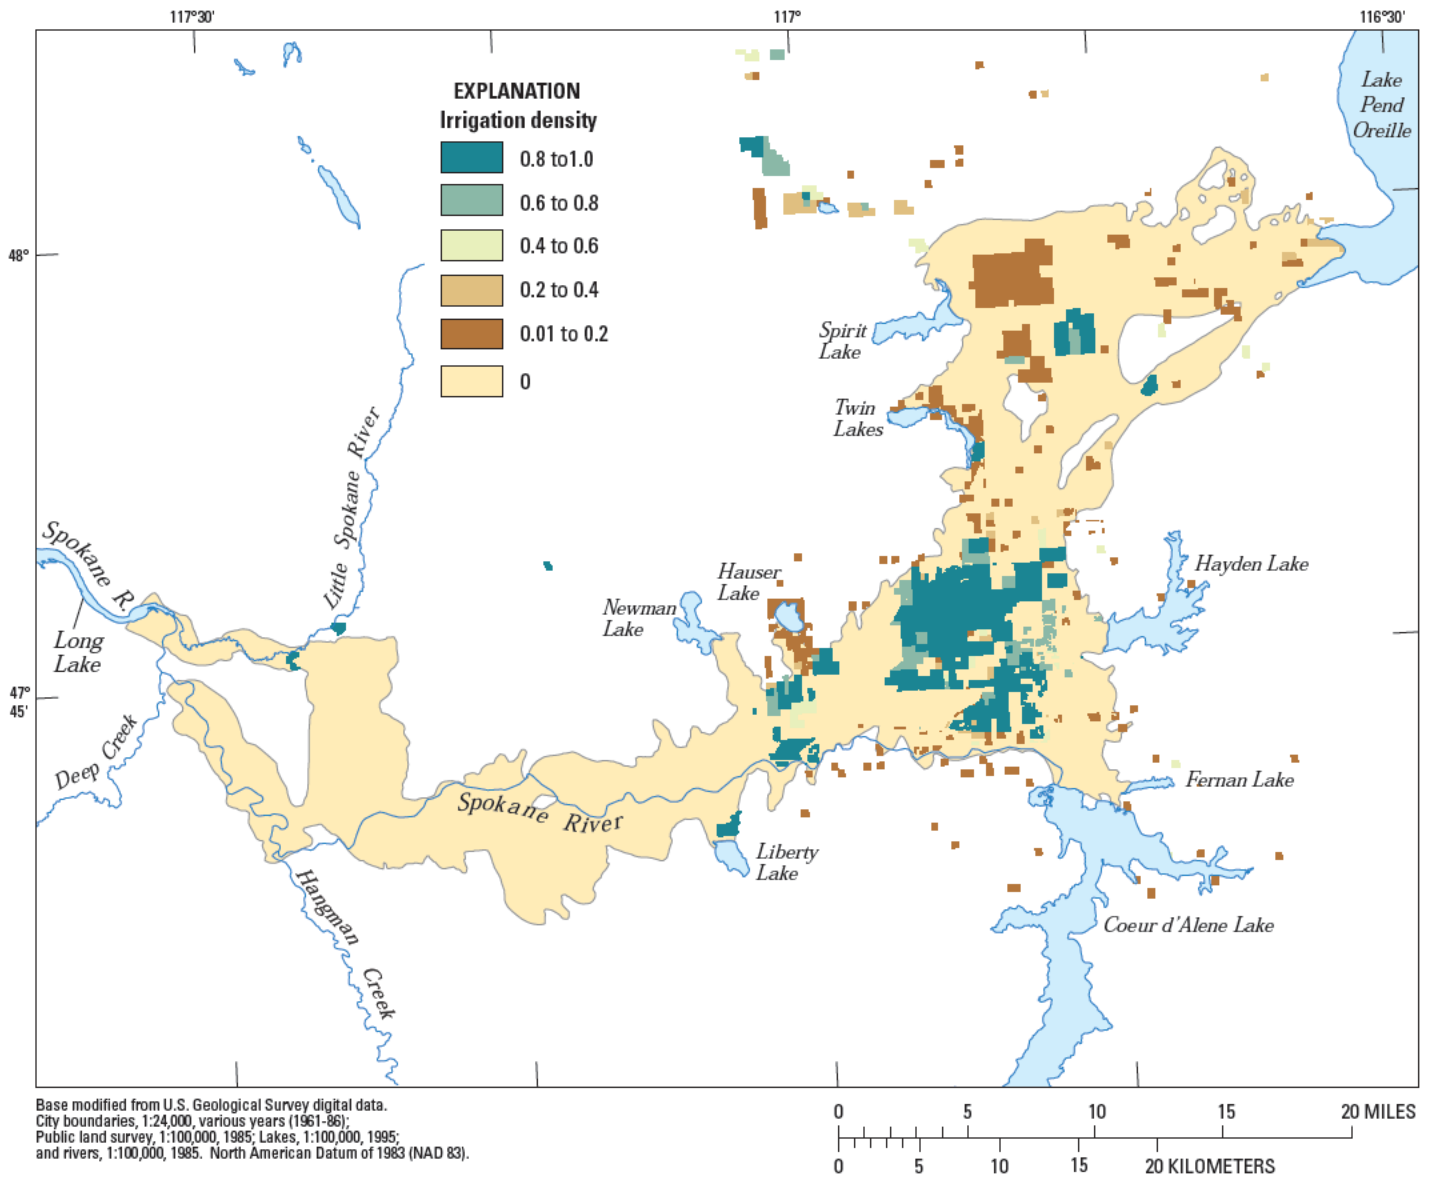 117°30'
117°
116°30'
EXPLANATION
Irrigation density
0.8 to1.0
0.6 to 0.8
0.4 to 0.6
0.2 to 0.4
0.01 to 0.2
0
Lake
Pend
Oreille
48°
Spirit
Lake
Twin
Lakes
Little Spokane River
Spokane R.
Long
Lake
Hauser
Lake
Newman
Lake
Hayden Lake
47°
45'
Deep Creek
Spokane River
Fernan Lake
Liberty
Lake
Hangman
Creek
Coeur d'Alene Lake
Base modified from U.S. Geological Survey digital data.
City boundaries, 1:24,000, various years (1961-86);
Public land survey, 1:100,000, 1985; Lakes, 1:100,000, 1995;
and rivers, 1:100,000, 1985. North American Datum of 1983 (NAD 83).
0 5 10 15 20 MILES
0 5 10 15 20 KILOMETERS